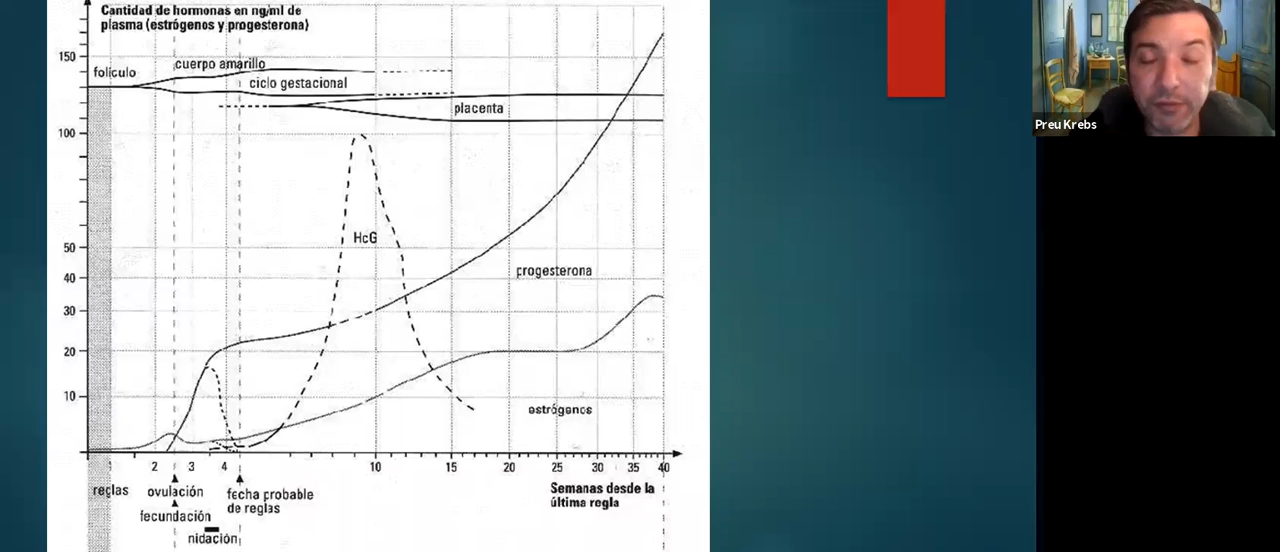 Cantidad de hormonas en ng/ml de
plasma (estrógenos y progesterona)
150
folículo
cuerpo amarillo
ciclo gestacional
placenta
100
HcG
50
progesterona
40
30
20
10
estrógenos
2 3 4 10 15 20 25 30 35 40
reglas
ovulación
fecundación
nidación
fecha probable
de reglas
Semanas desde la
última regla
Preu Krebs